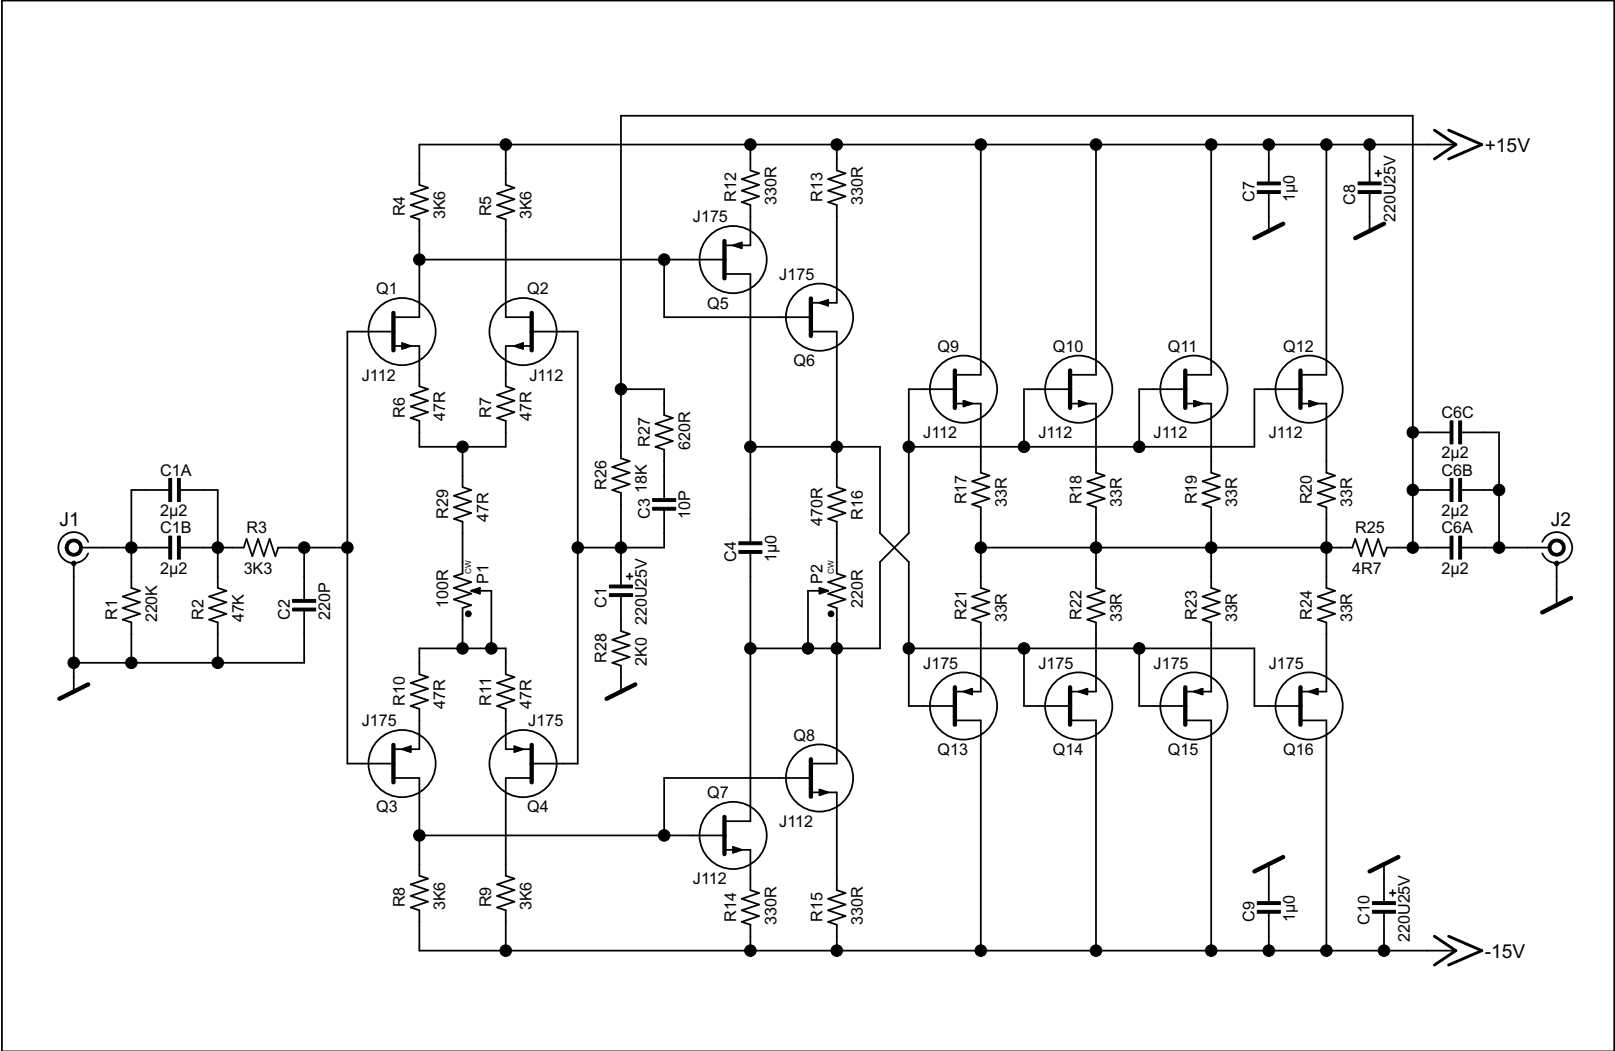 +15V
R4
3K6
R5
3K6
R12
330R
R13
330R
C7
1µ0
C8
+
220U25V
J175
Q5
J175
Q6
Q1
J112
Q2
J112
R6
47R
R7
47R
R27
620R
R26
18K
C3
10P
Q9
J112
Q10
J112
Q11
J112
Q12
J112
C6C
2µ2
C6B
2µ2
C6A
2µ2
C1A
2µ2
C1B
2µ2
J1
R3
3K3
R1
220K
R2
47K
C2
220P
R29
47R
100R
CW
P1
C1
+
220U25V
R28
2K0
C4
1µ0
470R
R16
P2
CW
220R
R17
33R
R18
33R
R19
33R
R20
33R
R25
4R7
J2
R21
33R
R22
33R
R23
33R
R24
33R
R10
47R
R11
47R
J175
Q3
J175
Q4
J175
Q13
J175
Q14
J175
Q15
J175
Q16
Q8
J112
Q7
J112
R8
3K6
R9
3K6
R14
330R
R15
330R
C9
1µ0
C10
+
220U25V
-15V